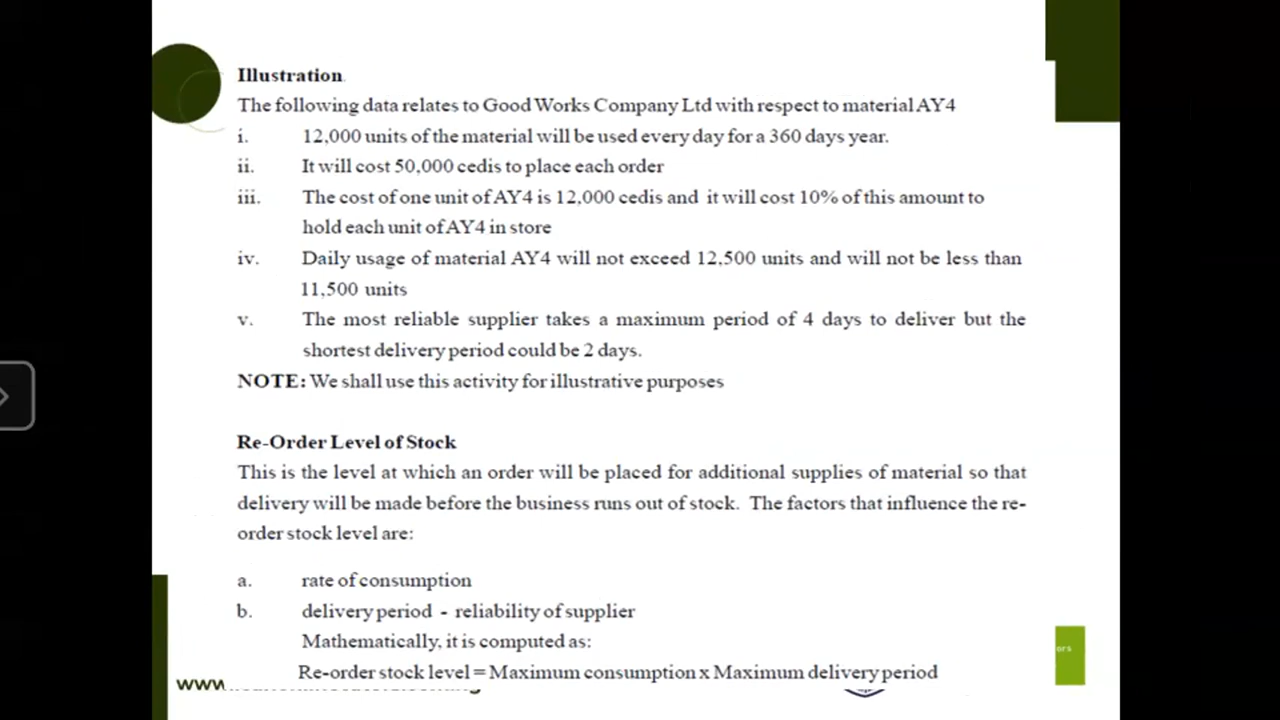 Illustration
The following data relates to Good Works Company Ltd with respect to material AY4
i. 12,000 units of the material will be used every day for a 360 days year.
ii. It will cost 50,000 cedis to place each order
iii. The cost of one unit of AY4 is 12,000 cedis and it will cost 10% of this amount to
hold each unit of AY4 in store
iv. Daily usage of material AY4 will not exceed 12,500 units and will not be less than
11,500 units
v. The most reliable supplier takes a maximum period of 4 days to deliver but the
shortest delivery period could be 2 days.
NOTE: We shall use this activity for illustrative purposes
Re-Order Level of Stock
This is the level at which an order will be placed for additional supplies of material so that
delivery will be made before the business runs out of stock. The factors that influence the re-
order stock level are:
a. rate of consumption
b. delivery period - reliability of supplier
Mathematically, it is computed as:
ors
Re-order stock level = Maximum consumption x Maximum delivery period